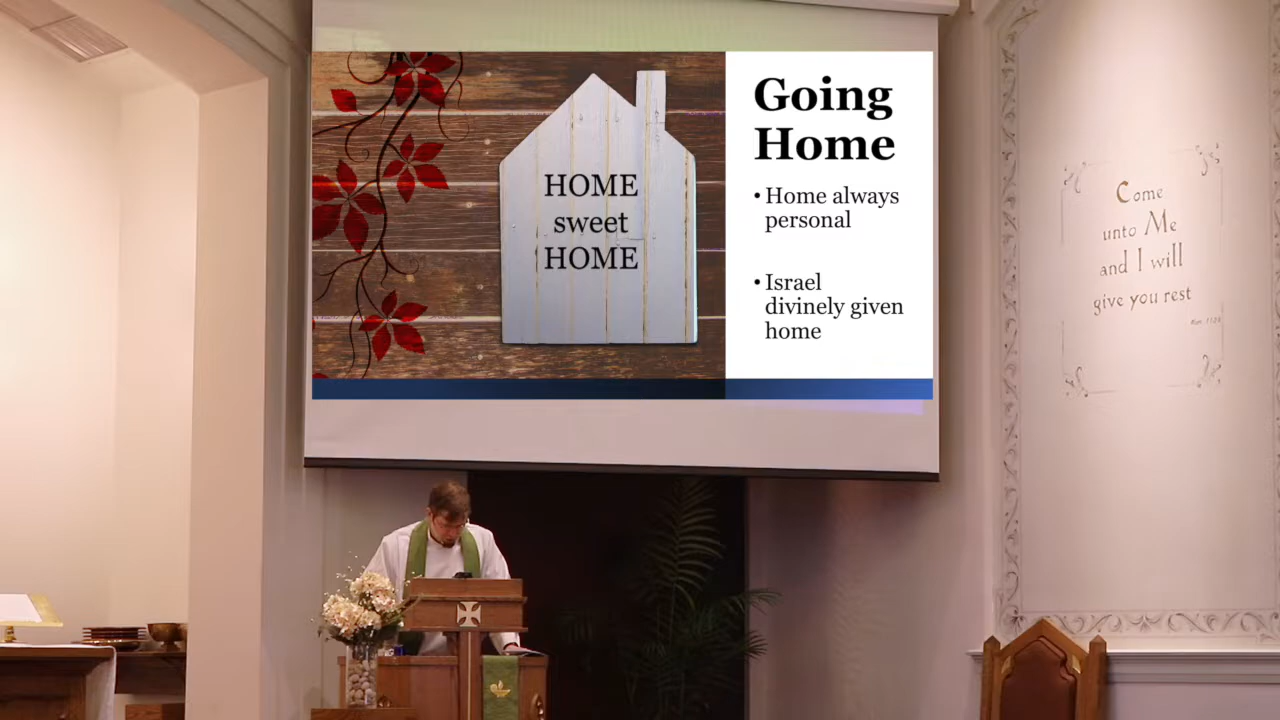 HOME
sweet
HOME
Going
Home
• Home always
personal
• Israel
divinely given
home
Come
unto Me
and I will
give you rest